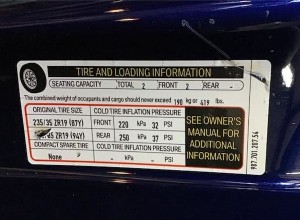 TIRE AND LOADING INFORMATION
SEATING CAPACITY TOTAL 2 FRONT 2 REAR -
The combined weight of occupants and cargo should never exceed 190 kg or 419 lbs.
ORIGINAL TIRE SIZE COLD TIRE INFLATION PRESSURE
235/35 ZR19 (87Y) FRONT 220 kPa 32 PSI
ZR19 REAR 250 kPa 37 PSI
COMPACT SPARE TIRE COLD TIRE INFLATION PRESSURE
None - kPa - PSI
SEE OWNER'S
MANUAL FOR
ADDITIONAL
INFORMATION